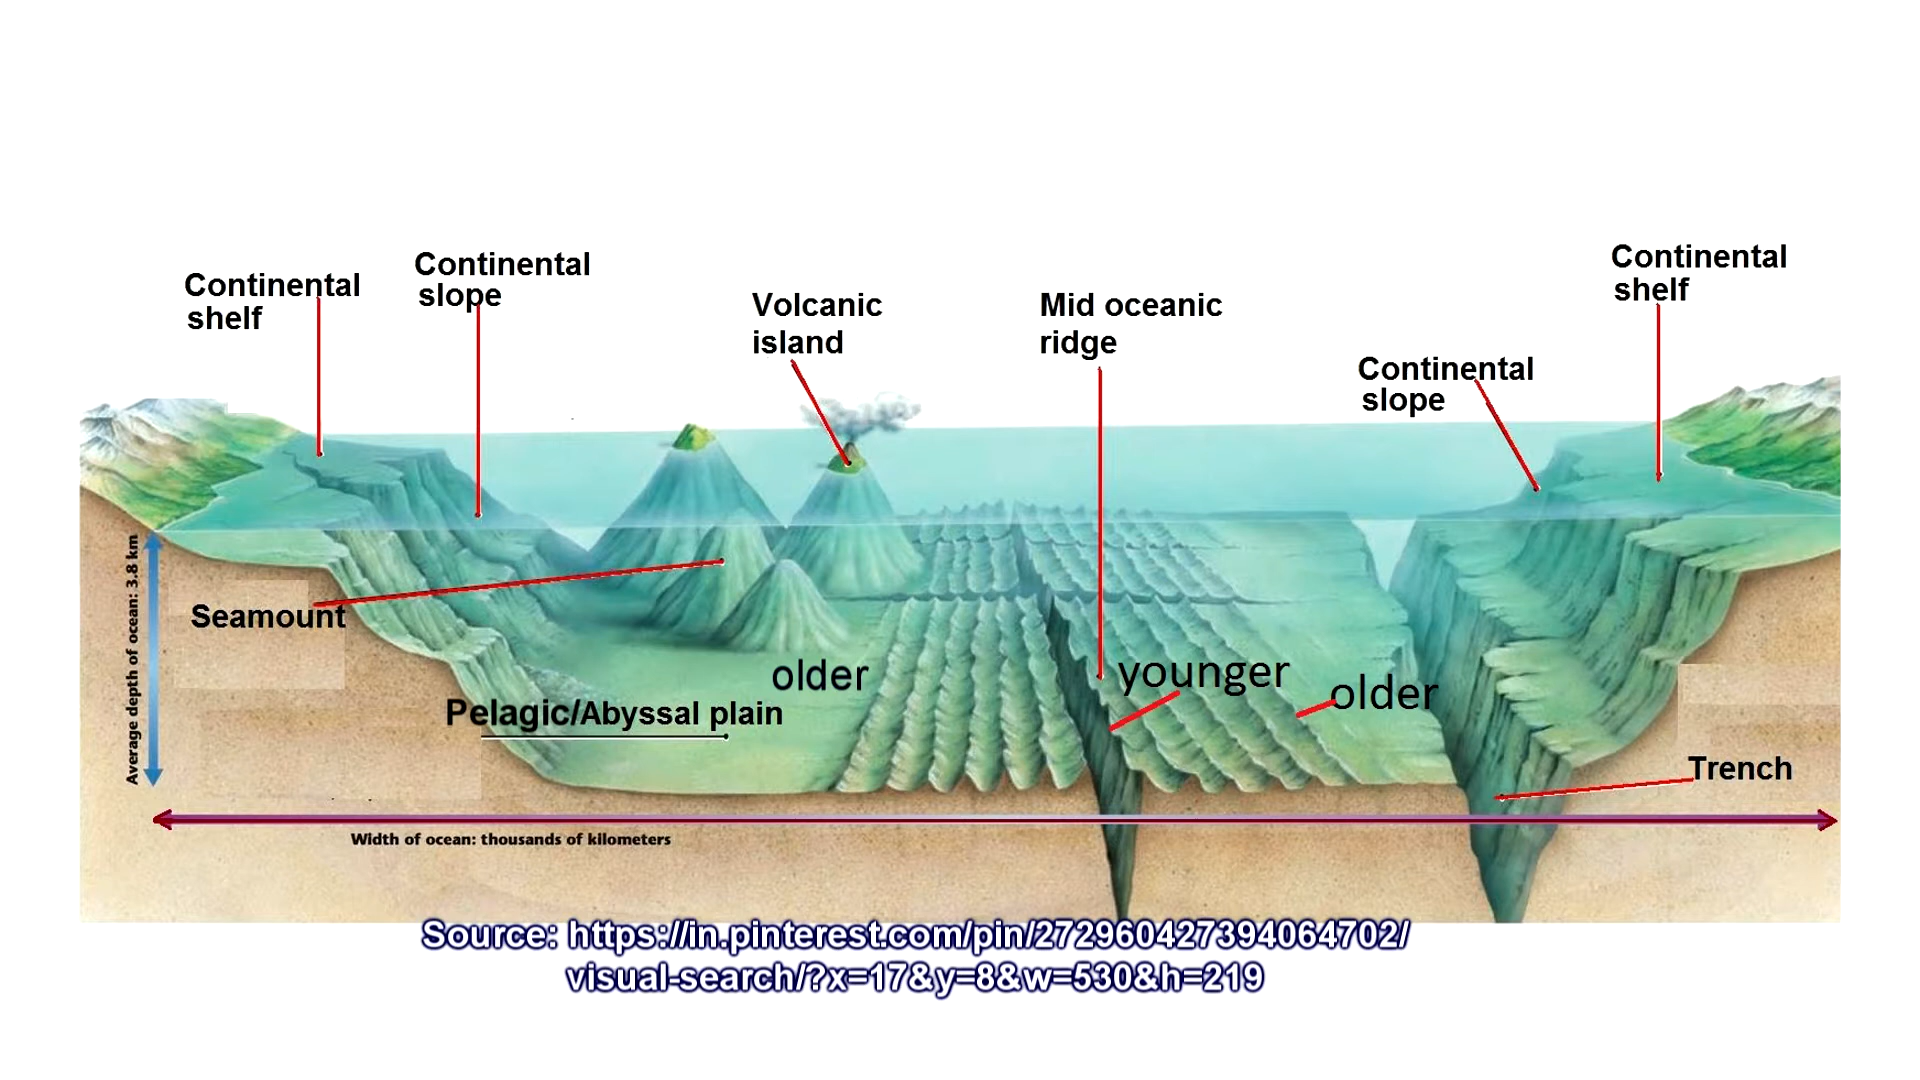 Continental
shelf
Continental
slope
Volcanic
island
Mid oceanic
ridge
Continental
slope
Continental
shelf
Average depth of ocean: 3.8 km
Seamount
older
Pelagic/Abyssal plain
younger
older
Trench
Width of ocean: thousands of kilometers
Source: https://in.pinterest.com/pin/272960427394064702/
visual-search/?x=17&y=8&w=530&h=219